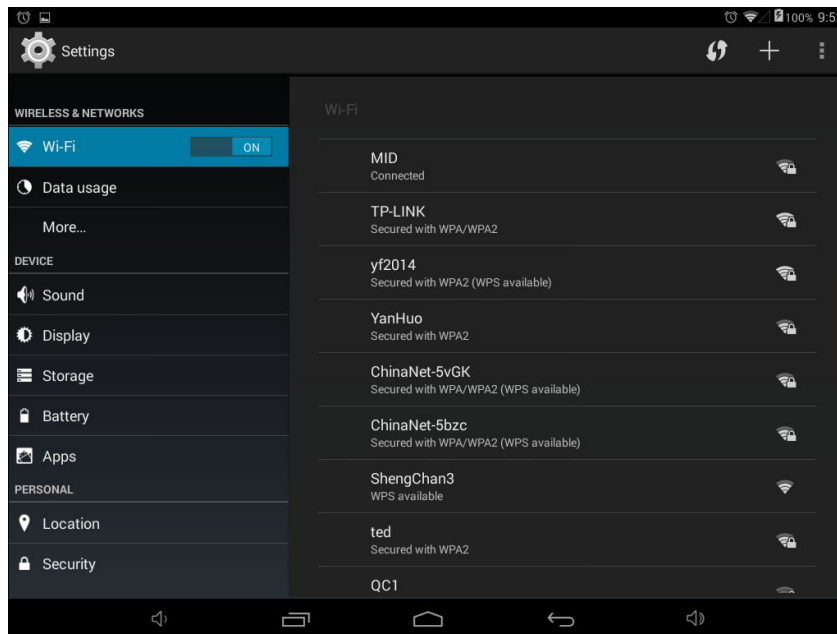 100% 9:5
Settings
WIRELESS & NETWORKS
Wi-Fi
ON
Data usage
More...
DEVICE
Sound
Display
Storage
Battery
Apps
PERSONAL
Location
Security
Wi-Fi
MID
Connected
TP-LINK
Secured with WPA/WPA2
yf2014
Secured with WPA2 (WPS available)
YanHuo
Secured with WPA2
ChinaNet-5vGK
Secured with WPA/WPA2 (WPS available)
ChinaNet-5bzc
Secured with WPA/WPA2 (WPS available)
ShengChan3
WPS available
ted
Secured with WPA2
QC1